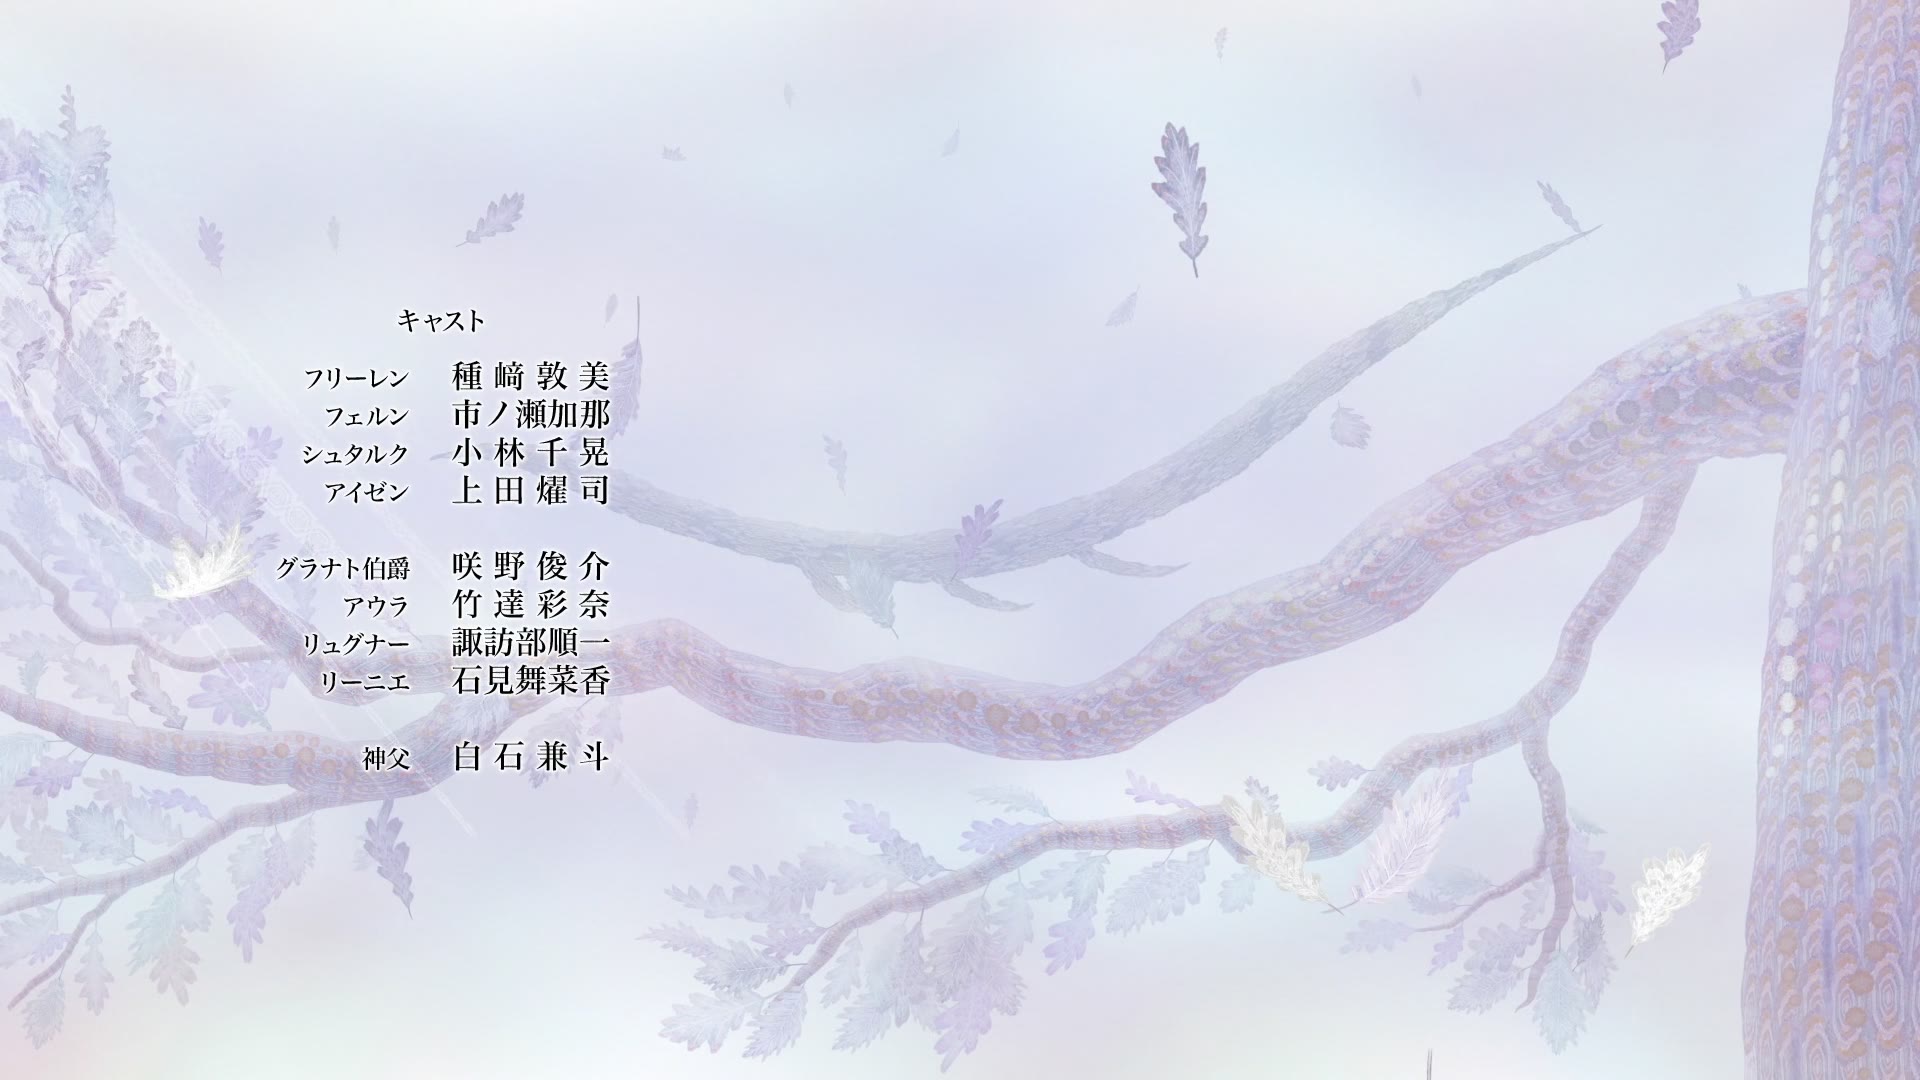 キャスト
フリーレン 種﨑敦美
フェルン 市ノ瀬加那
シュタルク 小林千晃
アイゼン 上田燿司
グラナト伯爵 咲野俊介
アウラ 竹達彩奈
リュグナー 諏訪部順一
リーニエ 石見舞菜香
神父 白石兼斗